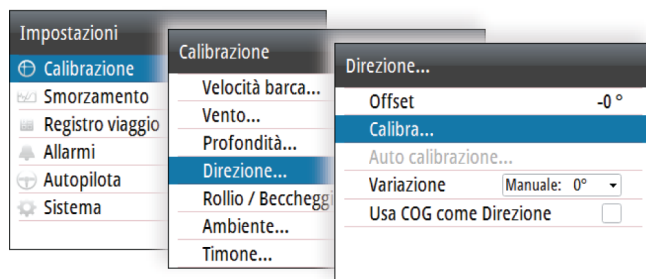 Impostazioni
Calibrazione
Smorzamento
Registro viaggio
Allarmi
Autopilota
Sistema
Calibrazione
Velocità barca...
Vento...
Profondità...
Direzione...
Rollio / Beccheggi
Ambiente...
Timone...
Direzione...
Offset -0 °
Calibra...
Auto calibrazione...
Variazione Manuale: 0°
Usa COG come Direzione